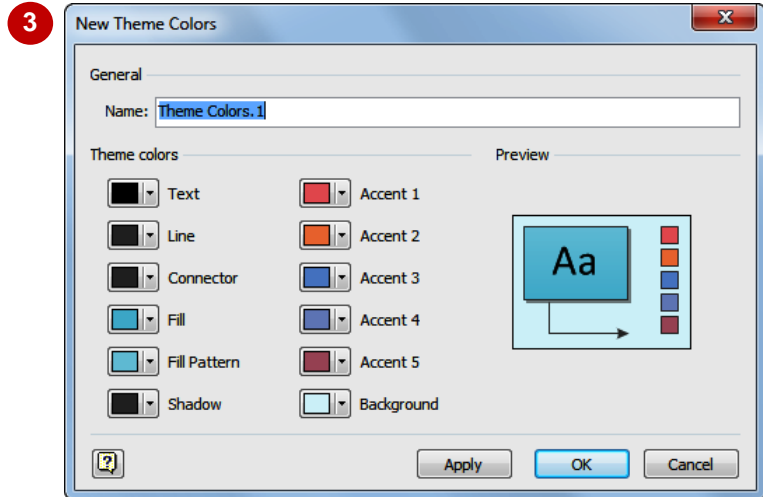 3
New Theme Colors
General
Name: Theme Colors.1
Theme colors
Preview
Text
Accent 1
Line
Accent 2
Connector
Accent 3
Fill
Accent 4
Fill Pattern
Accent 5
Shadow
Background
Aa
?
Apply
OK
Cancel